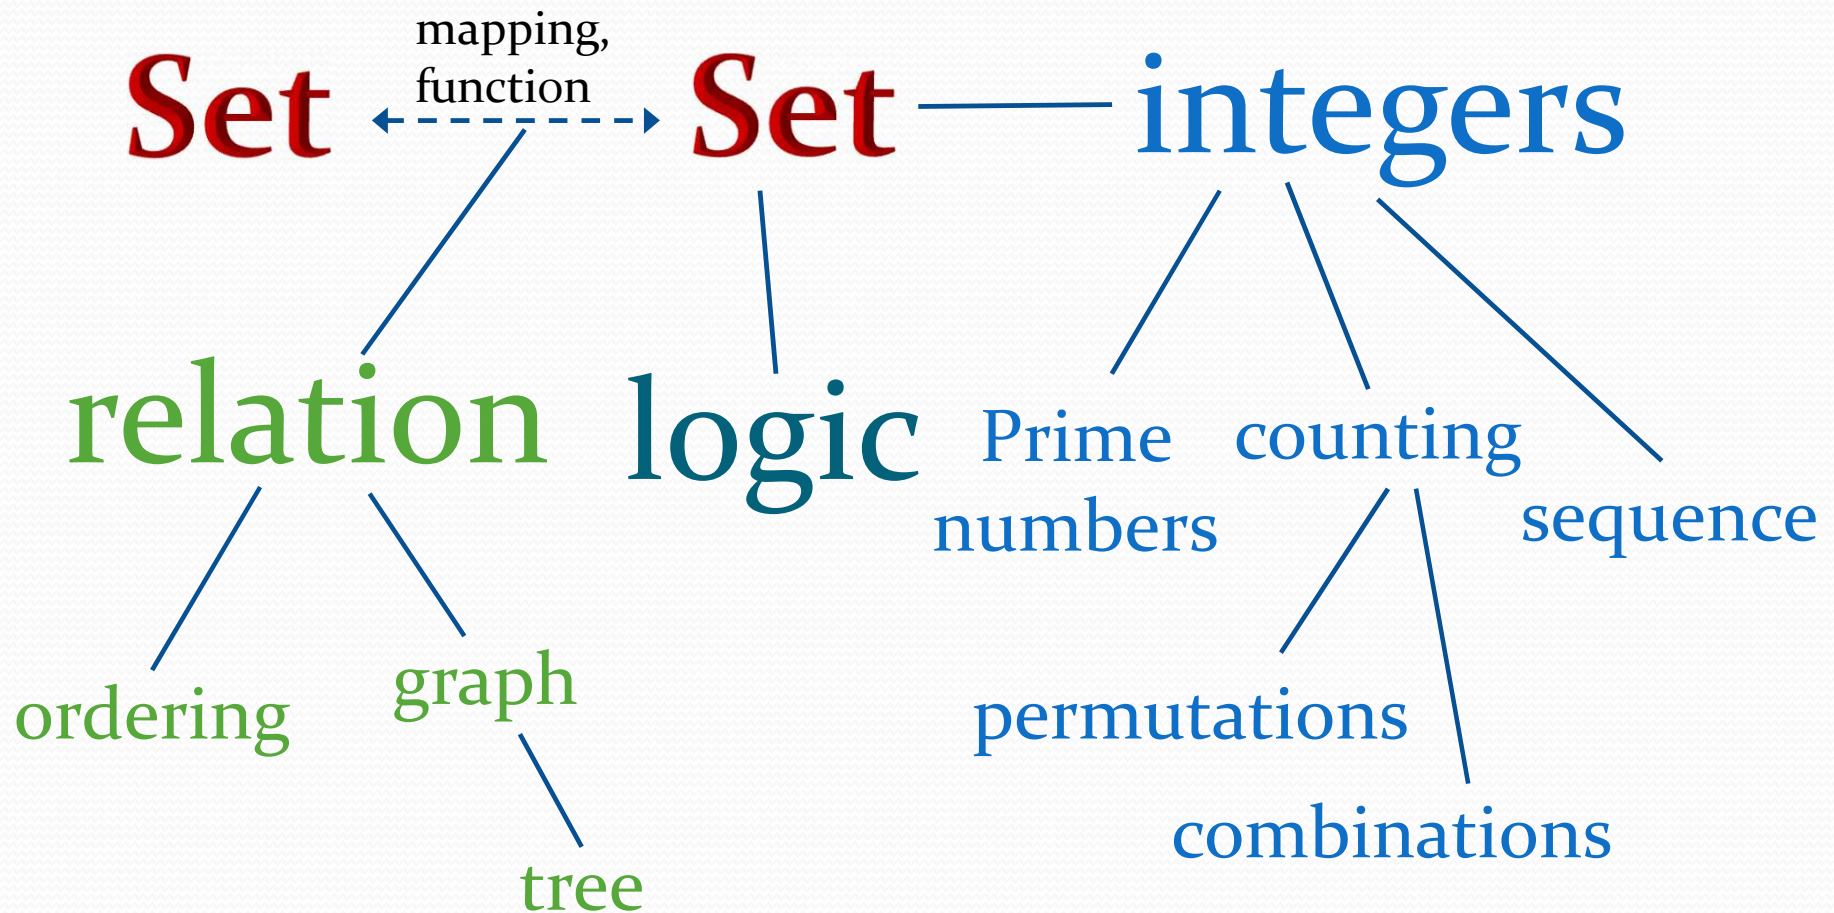 mapping,
function
Set
Set
integers
relation
logic
Prime
numbers
counting
sequence
ordering
graph
permutations
tree
combinations